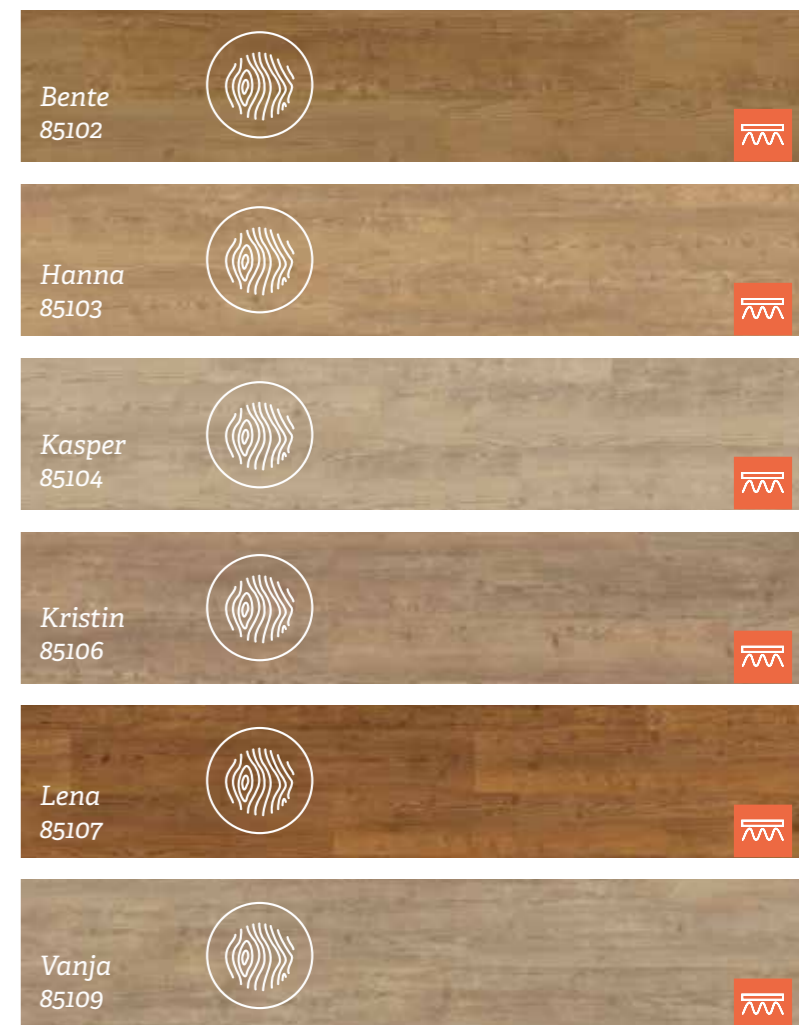 Bente
85102
Hanna
85103
Kasper
85104
Kristin
85106
Lena
85107
Vanja
85109